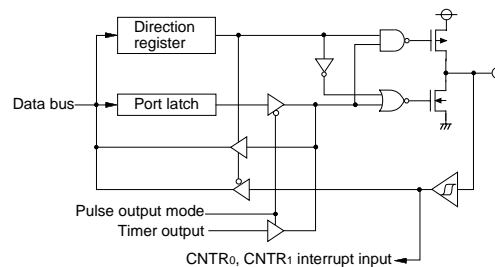 Direction
register
Data bus
Port latch
Pulse output mode
Timer output
CNTR0, CNTR1 interrupt input